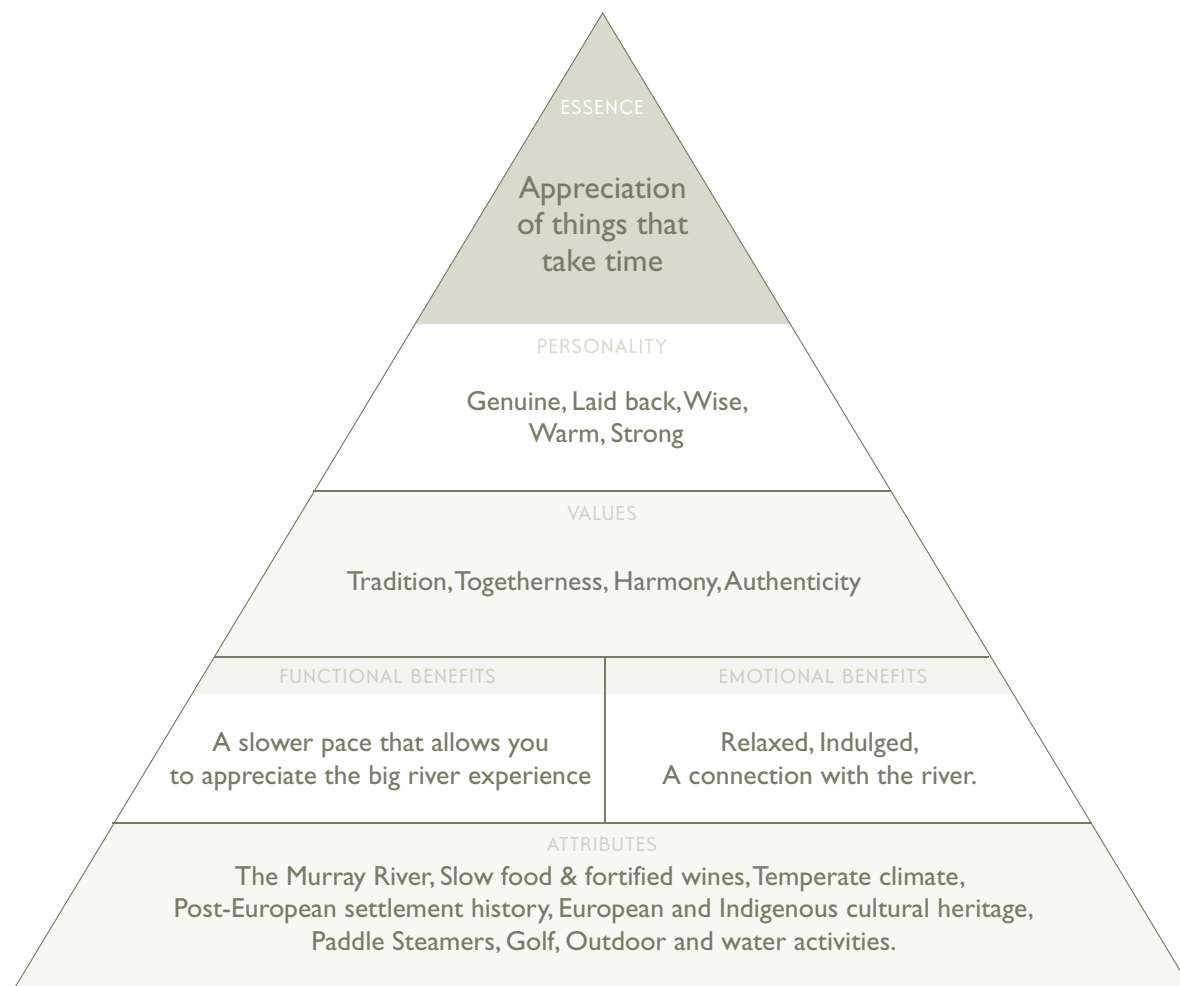 ESSENCE
Appreciation
of things that
take time
PERSONALITY
Genuine, Laid back, Wise,
Warm, Strong
VALUES
Tradition, Togetherness, Harmony, Authenticity
FUNCTIONAL BENEFITS
A slower pace that allows you
to appreciate the big river experience
EMOTIONAL BENEFITS
Relaxed, Indulged,
A connection with the river.
ATTRIBUTES
The Murray River, Slow food & fortified wines, Temperate climate,
Post-European settlement history, European and Indigenous cultural heritage,
Paddle Steamers, Golf, Outdoor and water activities.